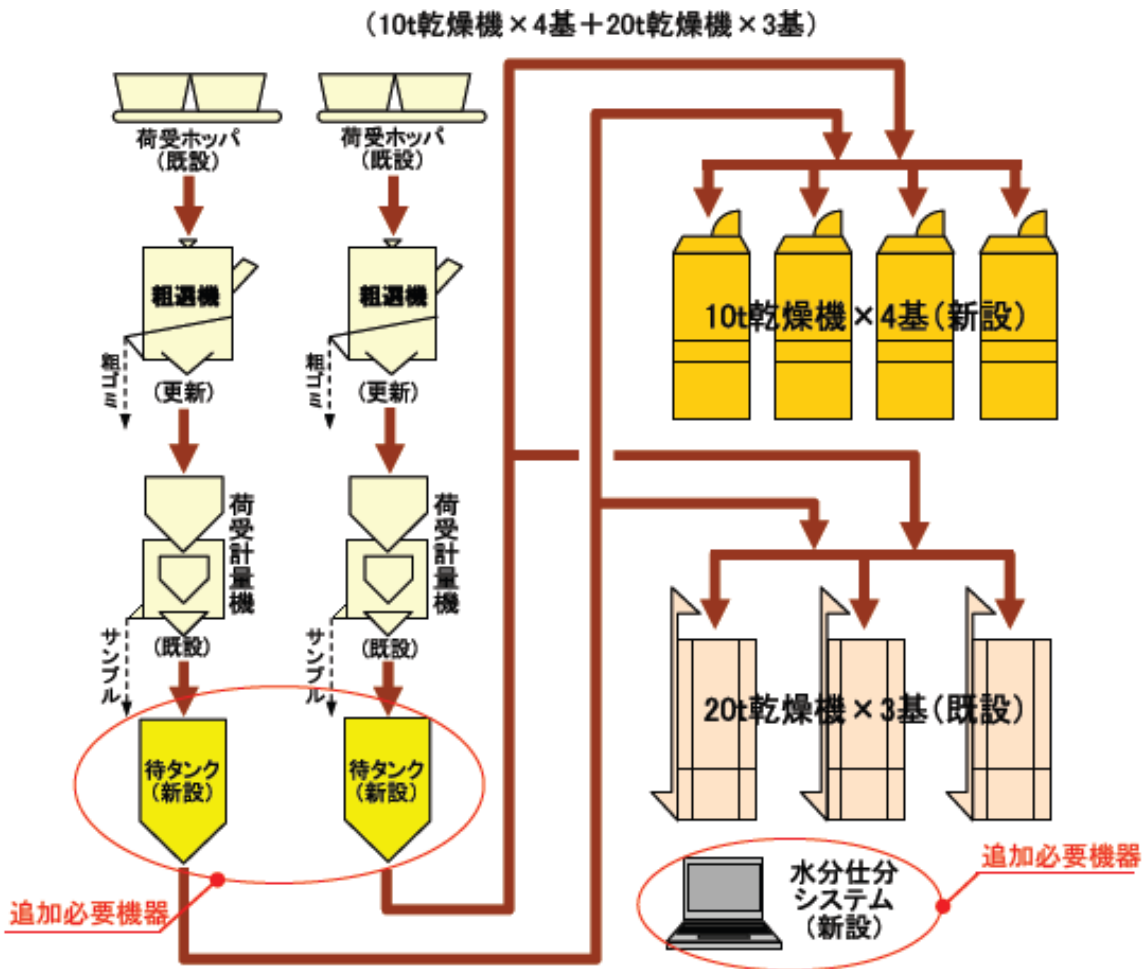 (10t乾燥機×4基+20t乾燥機×3基)
荷受ホッパ
(既設)
荷受ホッパ
(既設)
粗選機
粗選機
粗ゴミ
(更新)
粗ゴミ
(更新)
10t乾燥機×4基(新設)
荷受計量機
荷受計量機
サンプル
(既設)
サンプル
(既設)
20t乾燥機×3基(既設)
待タンク
(新設)
待タンク
(新設)
追加必要機器
水分仕分
システム
(新設)
追加必要機器